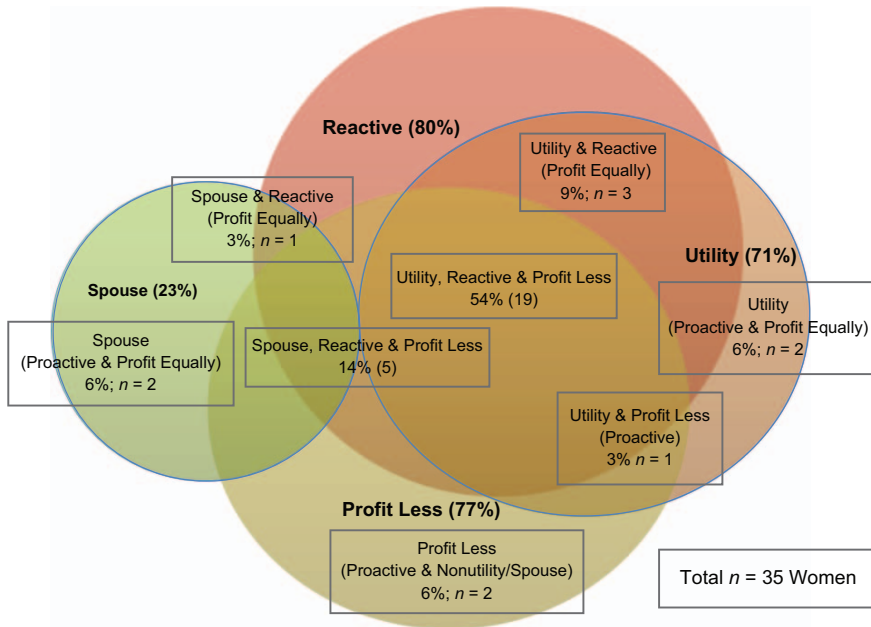 Reactive (80%)
Utility & Reactive
(Profit Equally)
9%; n = 3
Spouse & Reactive
(Profit Equally)
3%; n = 1
Utility (71%)
Utility, Reactive & Profit Less
54% (19)
Spouse (23%)
Utility
(Proactive & Profit Equally)
6%; n = 2
Spouse
(Proactive & Profit Equally)
6%; n = 2
Spouse, Reactive & Profit Less
14% (5)
Utility & Profit Less
(Proactive)
3% n = 1
Profit Less (77%)
Profit Less
(Proactive & Nonutility/Spouse)
6%; n = 2
Total n = 35 Women